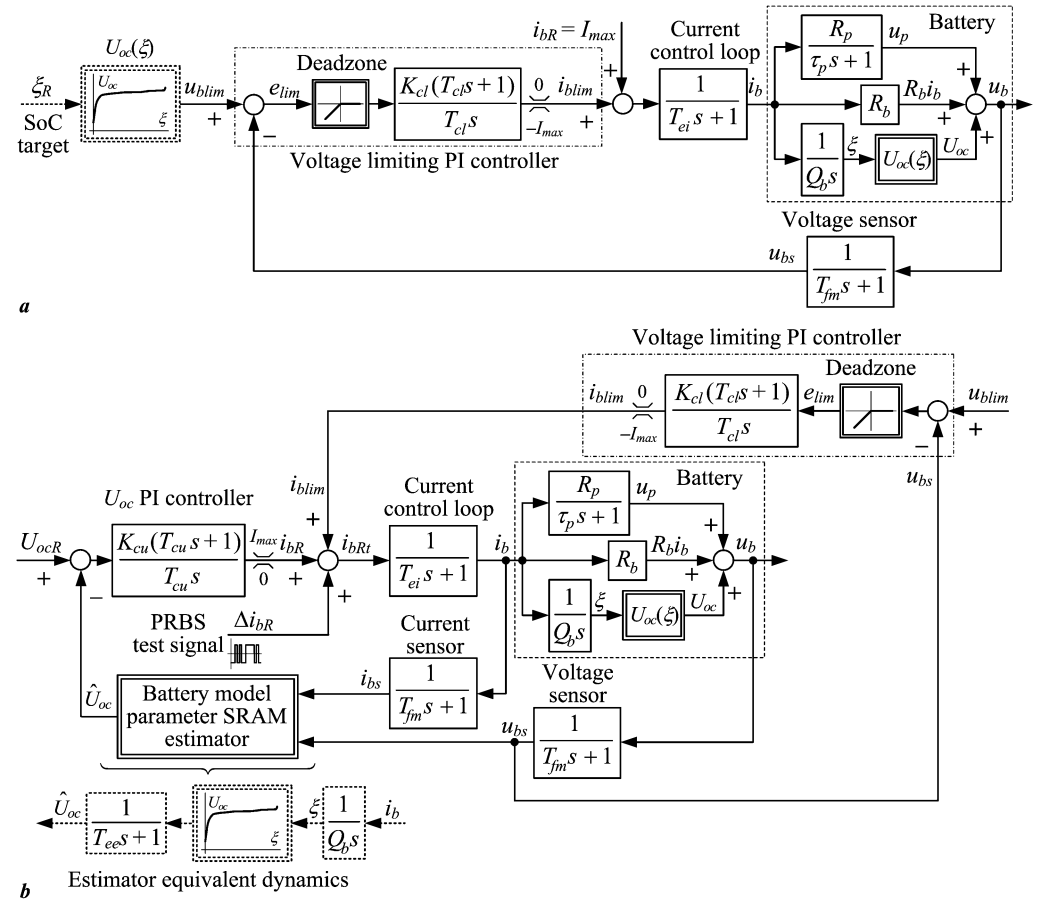 U_oc(ξ)
U_oc
ξ
ξ_R
SoC
target
u_blim
+
−
e_lim
Deadzone
K_cl(T_cl s + 1)
T_cl s
0
−I_max
i_blim
+
Voltage limiting PI controller
i_bR = I_max
+
Current
control loop
1
T_ei s + 1
i_b
Battery
R_p
τ_p s + 1
u_p
+
R_b
R_b i_b
+
1
Q_b s
ξ
U_oc(ξ)
U_oc
+
u_b
Voltage sensor
u_bs
1
T_fm s + 1
a
Voltage limiting PI controller
Deadzone
i_blim
0
−I_max
K_cl(T_cl s + 1)
T_cl s
e_lim
u_blim
+
−
u_bs
U_oc PI controller
U_ocR
+
−
K_cu(T_cu s + 1)
T_cu s
I_max
0
i_bR
+
i_blim
+
i_bRt
+
PRBS
test signal
Δi_bR
Current
control loop
1
T_ei s + 1
i_b
Battery
R_p
τ_p s + 1
u_p
+
R_b
R_b i_b
+
1
Q_b s
ξ
U_oc(ξ)
U_oc
+
u_b
Current
sensor
i_bs
1
T_fm s + 1
Voltage
sensor
u_bs
1
T_fm s + 1
Û_oc
Battery model
parameter SRAM
estimator
Û_oc
1
T_ee s + 1
U_oc
ξ
ξ
1
Q_b s
i_b
Estimator equivalent dynamics
b